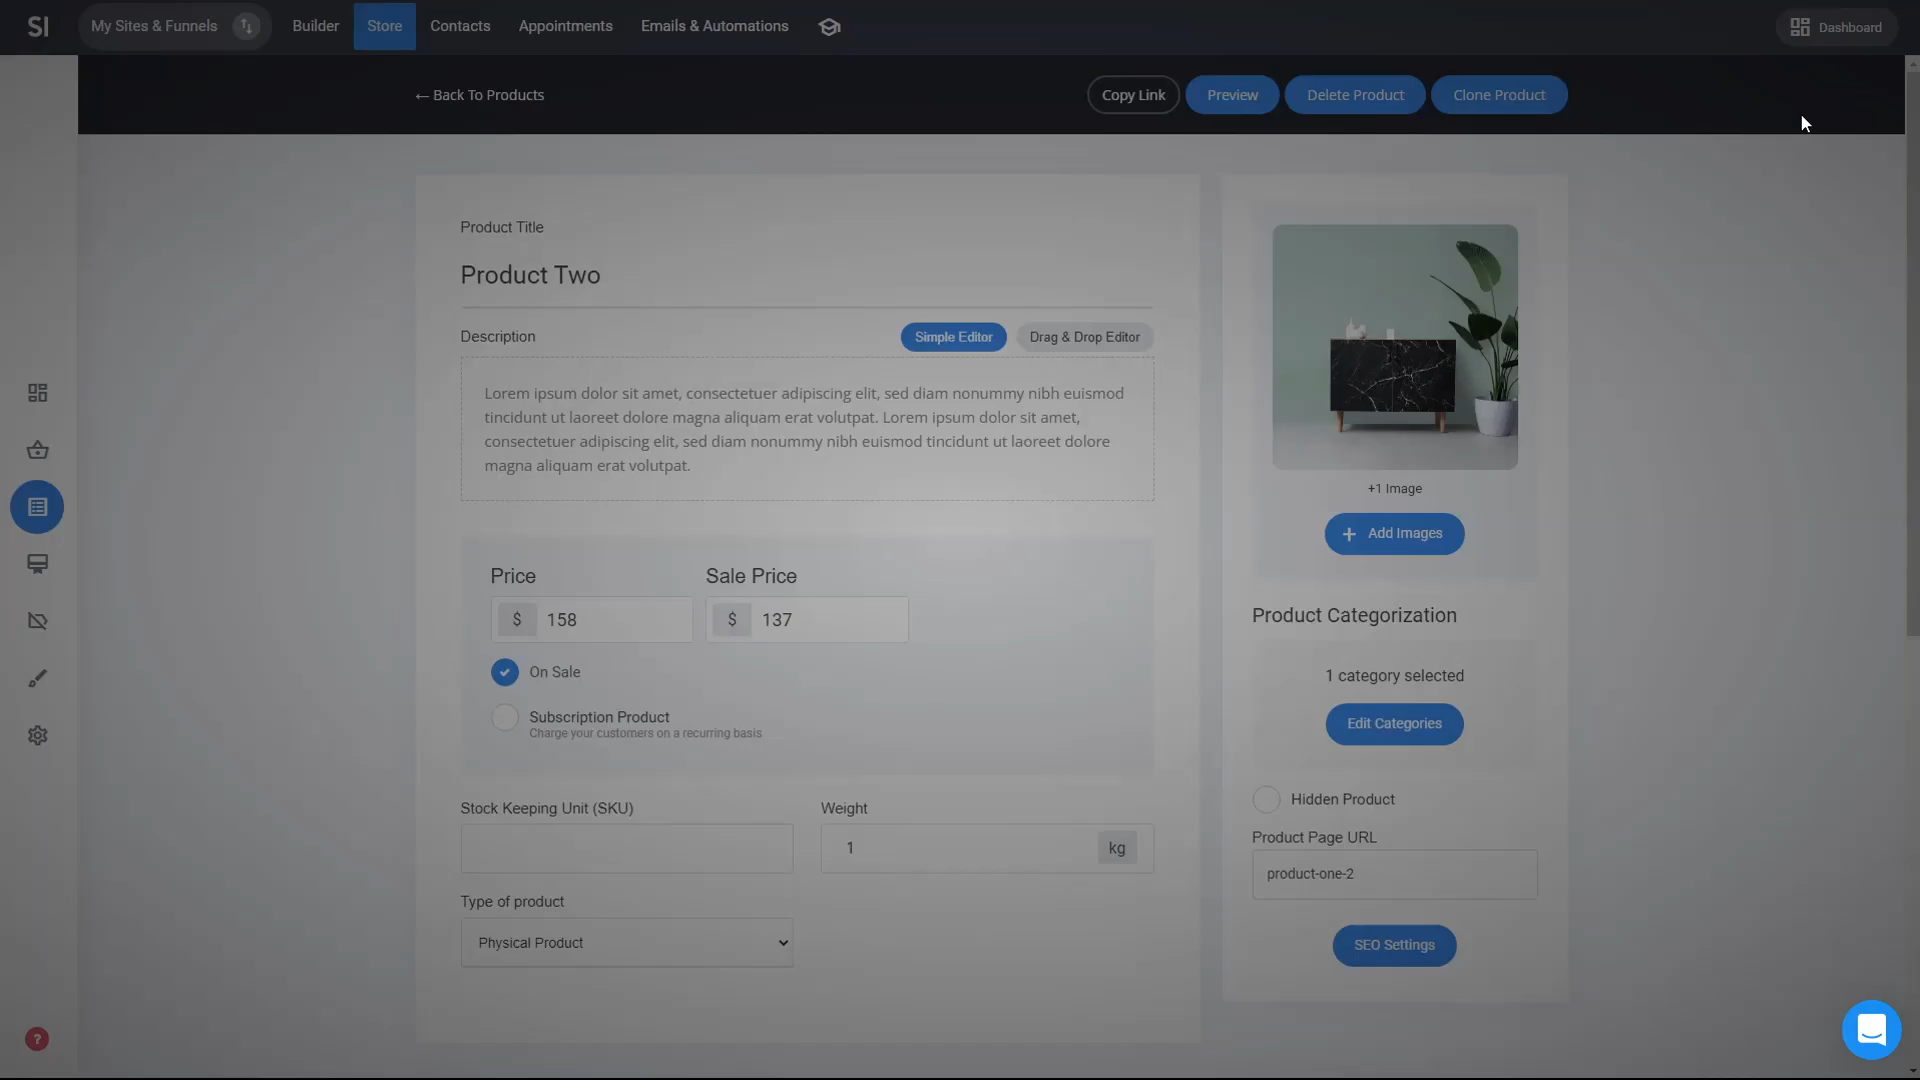 SI My Sites & Funnels Builder Store Contacts Appointments Emails & Automations Dashboard
← Back To Products Copy Link Preview Delete Product Clone Product
Product Title
Product Two
Description Simple Editor Drag & Drop Editor
Lorem ipsum dolor sit amet, consectetuer adipiscing elit, sed diam nonummy nibh euismod
tincidunt ut laoreet dolore magna aliquam erat volutpat. Lorem ipsum dolor sit amet,
consectetuer adipiscing elit, sed diam nonummy nibh euismod tincidunt ut laoreet dolore
magna aliquam erat volutpat.
Price Sale Price
$ 158 $ 137
On Sale
Subscription Product
Charge your customers on a recurring basis
Stock Keeping Unit (SKU) Weight
1 kg
Type of product
Physical Product
+1 Image
+ Add Images
Product Categorization
1 category selected
Edit Categories
Hidden Product
Product Page URL
product-one-2
SEO Settings
?